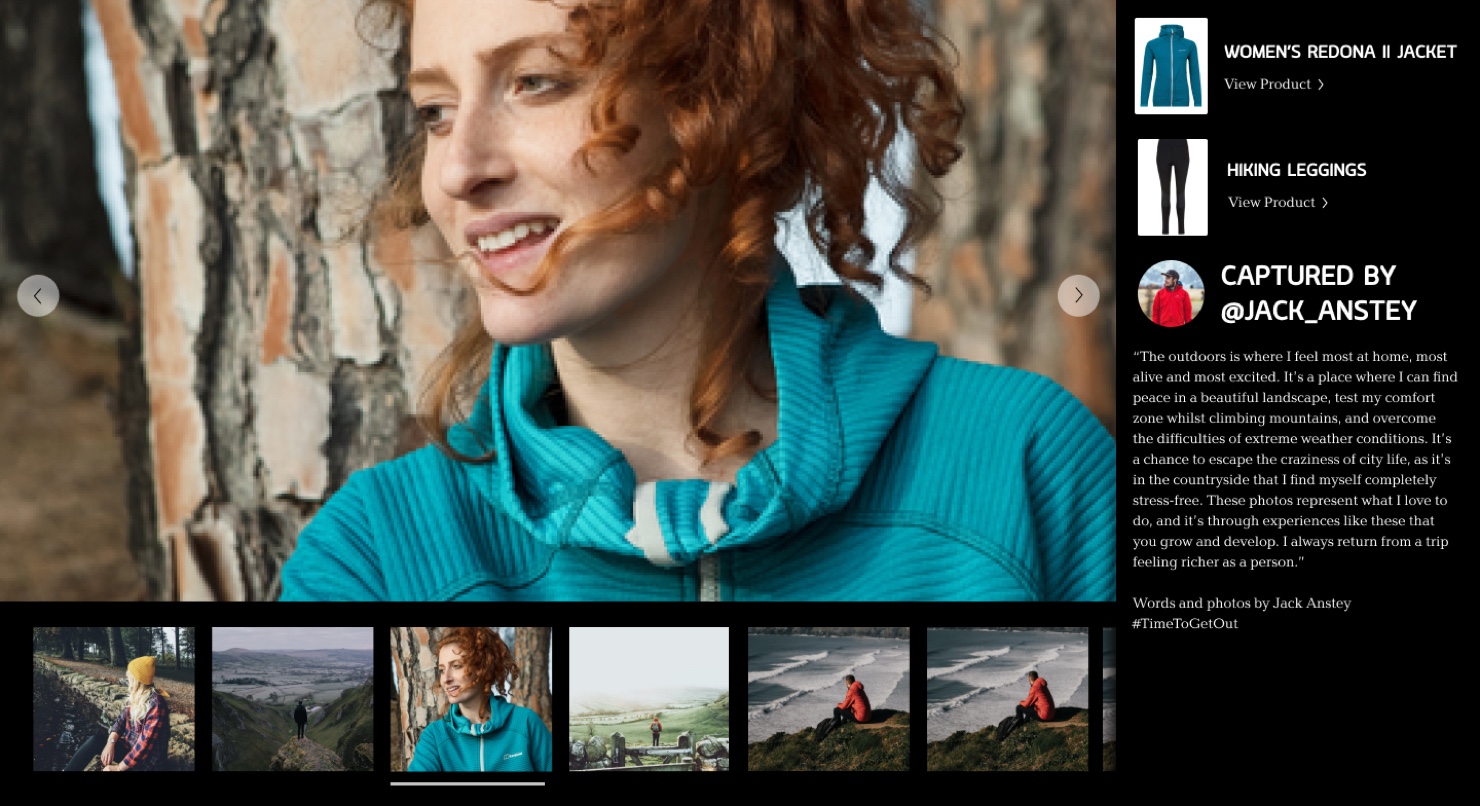 WOMEN'S REDONA II JACKET
View Product
HIKING LEGGINGS
View Product
CAPTURED BY
@JACK_ANSTEY
“The outdoors is where I feel most at home, most
alive and most excited. It's a place where I can find
peace in a beautiful landscape, test my comfort
zone whilst climbing mountains, and overcome
the difficulties of extreme weather conditions. It's
a chance to escape the craziness of city life, as it's
in the countryside that I find myself completely
stress-free. These photos represent what I love to
do, and it's through experiences like these that
you grow and develop. I always return from a trip
feeling richer as a person.”
Words and photos by Jack Anstey
#TimeToGetOut